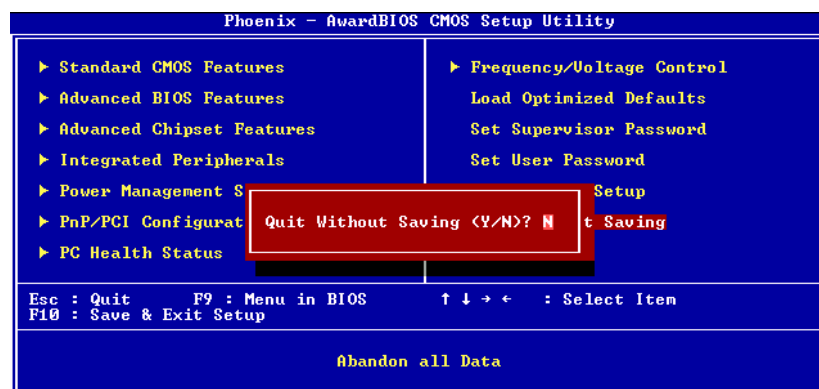 Phoenix - AwardBIOS CMOS Setup Utility
▶ Standard CMOS Features
▶ Advanced BIOS Features
▶ Advanced Chipset Features
▶ Integrated Peripherals
▶ Power Management S
▶ PnP/PCI Configurat
▶ PC Health Status
▶ Frequency/Voltage Control
Load Optimized Defaults
Set Supervisor Password
Set User Password
Setup
t Saving
Quit Without Saving (Y/N)? N
Esc : Quit F9 : Menu in BIOS ↑ ↓ → ← : Select Item
F10 : Save & Exit Setup
Abandon all Data